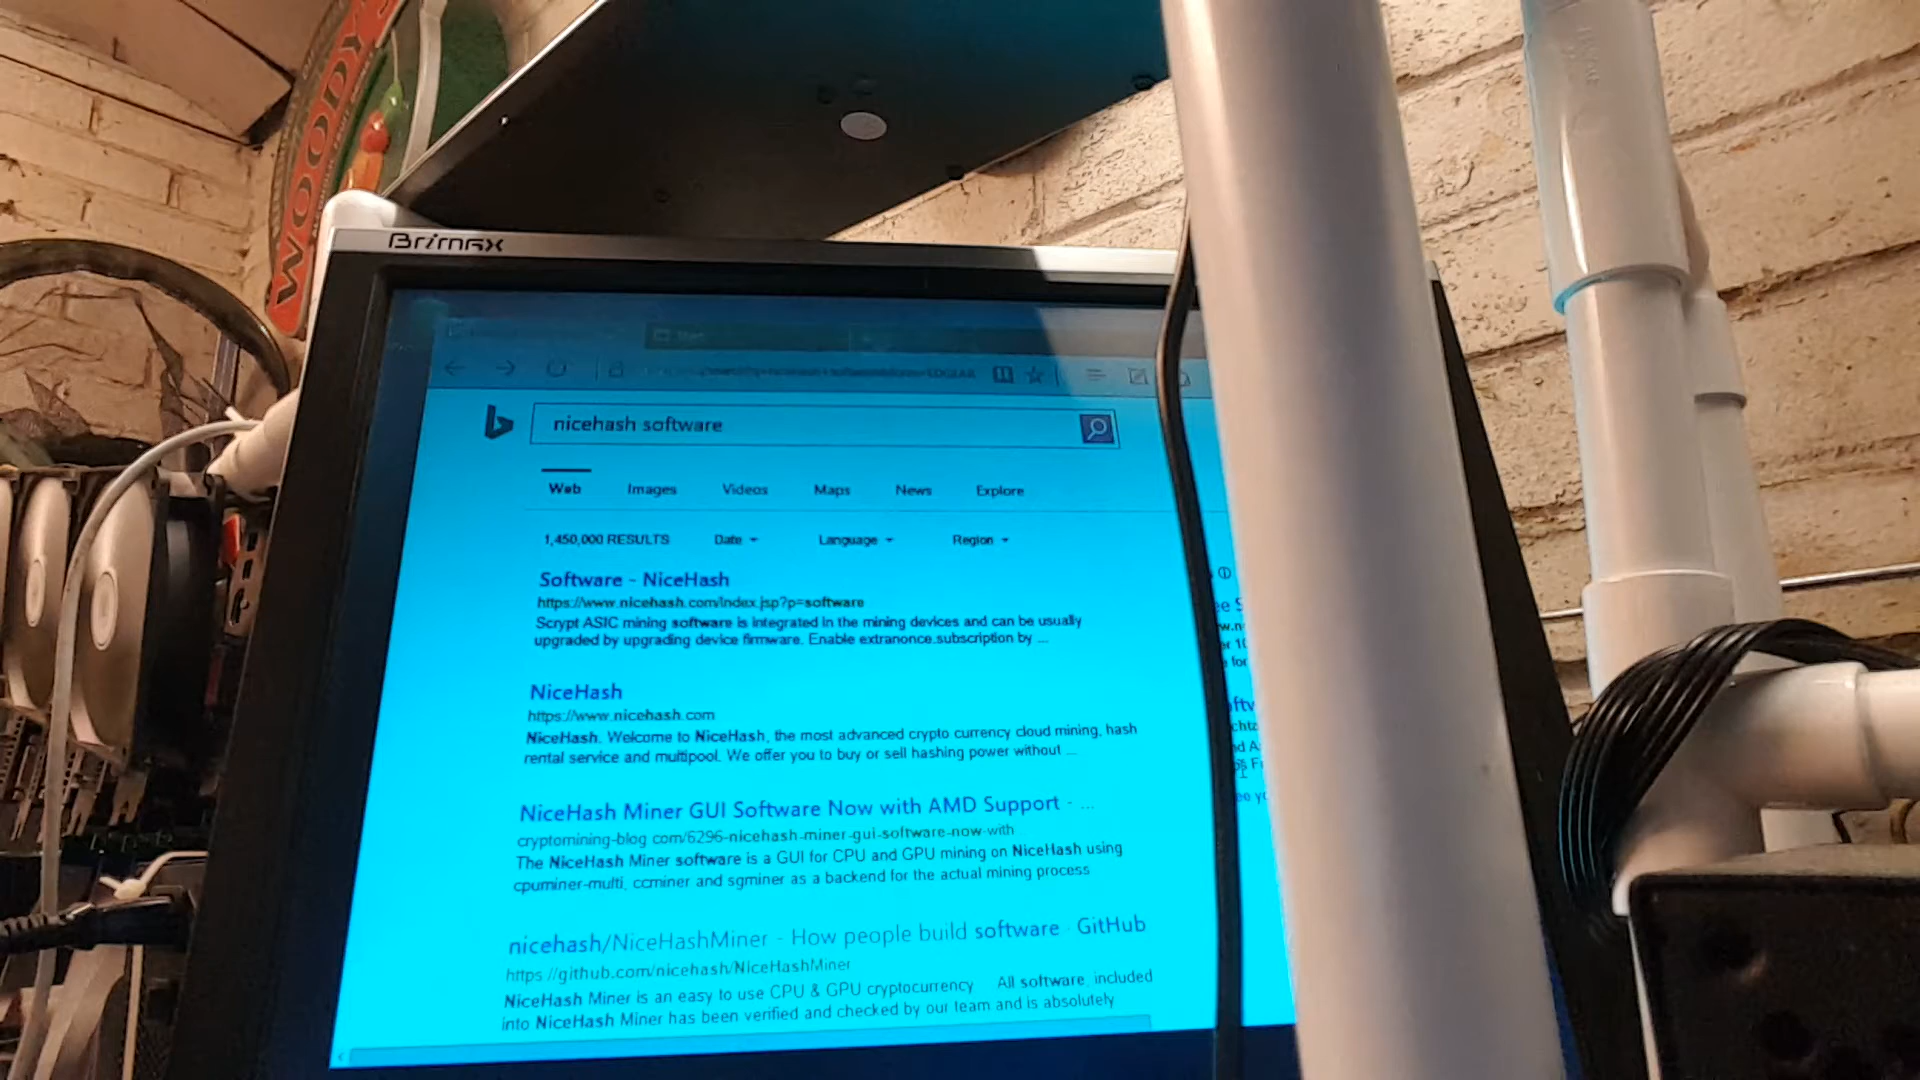 WOODY'S
Brimax
nicehash software
Web Images Videos Maps News Explore
1,450,000 RESULTS Date Language Region
Software - NiceHash
https://www.nicehash.com/index.jsp?p=software
Scrypt ASIC mining software is integrated in the mining devices and can be usually
upgraded by upgrading device firmware. Enable extranonce.subscription by ...
NiceHash
https://www.nicehash.com
NiceHash. Welcome to NiceHash, the most advanced crypto currency cloud mining, hash
rental service and multipool. We offer you to buy or sell hashing power without ...
NiceHash Miner GUI Software Now with AMD Support - ...
cryptomining-blog.com/6296-nicehash-miner-gui-software-now-with
The NiceHash Miner software is a GUI for CPU and GPU mining on NiceHash using
cpuminer-multi, ccminer and sgminer as a backend for the actual mining process
nicehash/NiceHashMiner - How people build software · GitHub
https://github.com/nicehash/NiceHashMiner
NiceHash Miner is an easy to use CPU & GPU cryptocurrency All software, included
into NiceHash Miner has been verified and checked by our team and is absolutely